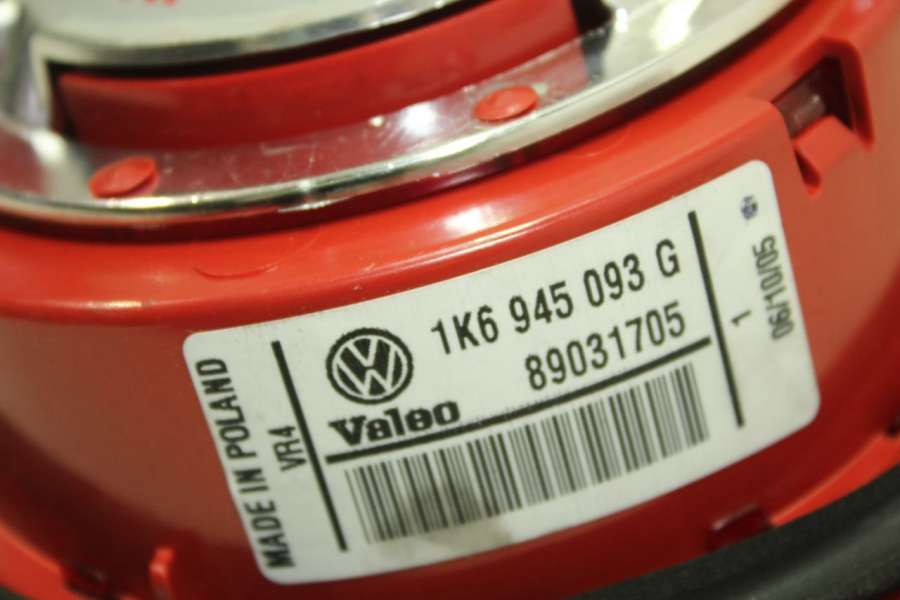 MADE IN POLAND
VR4
1K6 945 093 G
89031705
Valeo
1
06/10/05